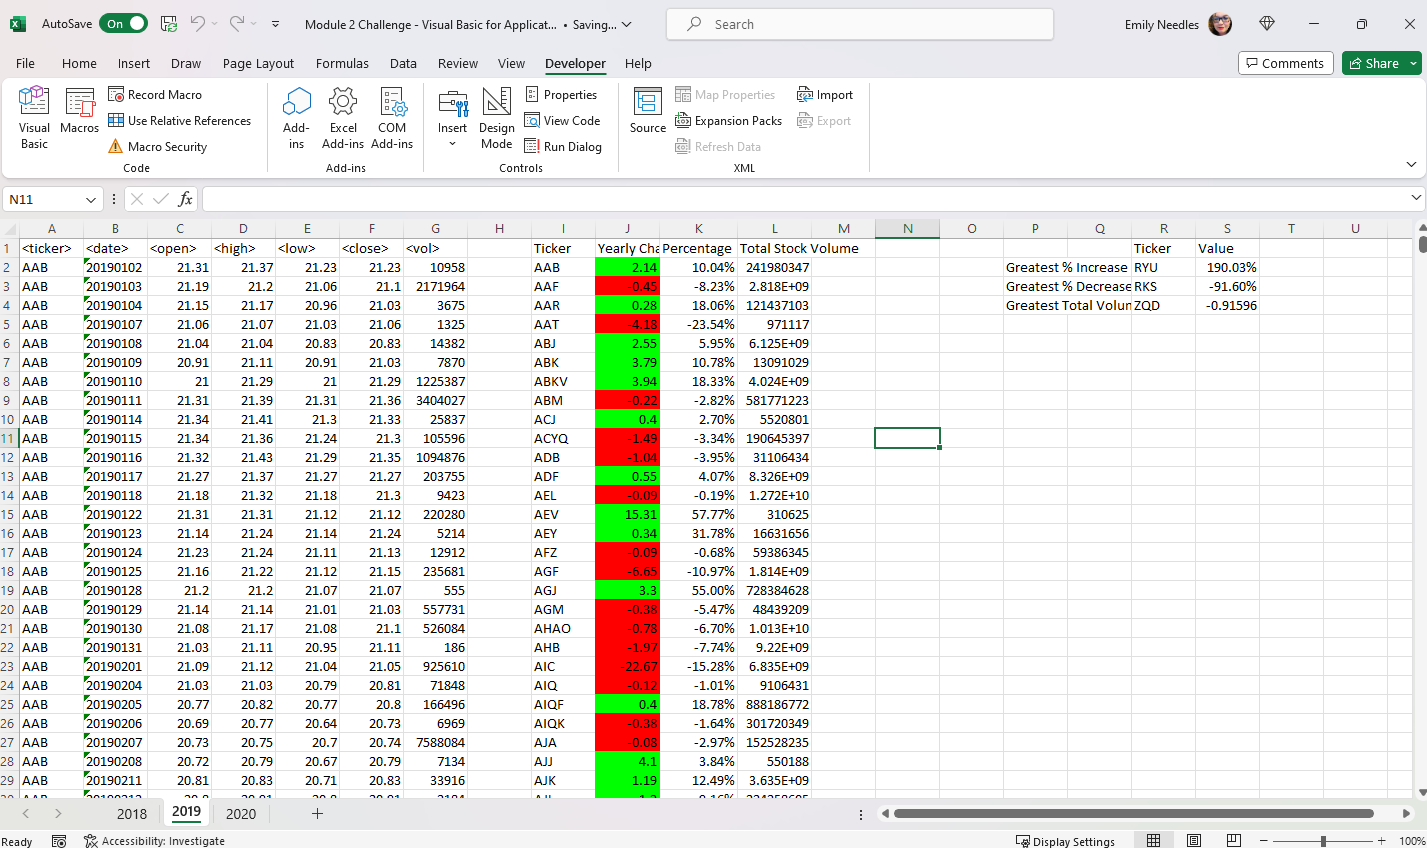 AutoSave On Module 2 Challenge - Visual Basic for Applicat... • Saving... Search Emily Needles
File Home Insert Draw Page Layout Formulas Data Review View Developer Help Comments Share
Visual Basic
Macros
Record Macro
Use Relative References
Macro Security
Code
Add-ins
Excel Add-ins
COM Add-ins
Add-ins
Insert
Design Mode
Properties
View Code
Run Dialog
Controls
Source
Map Properties
Expansion Packs
Refresh Data
Import
Export
XML
N11 fx
A B C D E F G H I J K L M N O P Q R S T U
1 <ticker> <date> <open> <high> <low> <close> <vol> Ticker Yearly Cha Percentage Total Stock Volume Ticker Value
2 AAB 20190102 21.31 21.37 21.23 21.23 10958 AAB 2.14 10.04% 241980347 Greatest % Increase RYU 190.03%
3 AAB 20190103 21.19 21.2 21.06 21.1 2171964 AAF -0.45 -8.23% 2.818E+09 Greatest % Decrease RKS -91.60%
4 AAB 20190104 21.15 21.17 20.96 21.03 3675 AAR 0.28 18.06% 121437103 Greatest Total Volun ZQD -0.91596
5 AAB 20190107 21.06 21.07 21.03 21.06 1325 AAT -4.18 -23.54% 971117
6 AAB 20190108 21.04 21.04 20.83 20.83 14382 ABJ 2.55 5.95% 6.125E+09
7 AAB 20190109 20.91 21.11 20.91 21.03 7870 ABK 3.79 10.78% 13091029
8 AAB 20190110 21 21.29 21 21.29 1225387 ABKV 3.94 18.33% 4.024E+09
9 AAB 20190111 21.31 21.39 21.31 21.36 3404027 ABM -0.22 -2.82% 581771223
10 AAB 20190114 21.34 21.41 21.3 21.33 25837 ACJ 0.4 2.70% 5520801
11 AAB 20190115 21.34 21.36 21.24 21.3 105596 ACYQ -1.49 -3.34% 190645397
12 AAB 20190116 21.32 21.43 21.29 21.35 1094876 ADB -1.04 -3.95% 31106434
13 AAB 20190117 21.27 21.37 21.27 21.27 203755 ADF 0.55 4.07% 8.326E+09
14 AAB 20190118 21.18 21.32 21.18 21.3 9423 AEL -0.09 -0.19% 1.272E+10
15 AAB 20190122 21.31 21.31 21.12 21.12 220280 AEV 15.31 57.77% 310625
16 AAB 20190123 21.14 21.24 21.14 21.24 5214 AEY 0.34 31.78% 16631656
17 AAB 20190124 21.23 21.24 21.11 21.13 12912 AFZ -0.09 -0.68% 59386345
18 AAB 20190125 21.16 21.22 21.12 21.15 235681 AGF -6.65 -10.97% 1.814E+09
19 AAB 20190128 21.2 21.2 21.07 21.07 555 AGJ 3.3 55.00% 728384628
20 AAB 20190129 21.14 21.14 21.01 21.03 557731 AGM -0.38 -5.47% 48439209
21 AAB 20190130 21.08 21.17 21.08 21.1 526084 AHAO -0.78 -6.70% 1.013E+10
22 AAB 20190131 21.03 21.11 20.95 21.11 186 AHB -1.97 -7.74% 9.22E+09
23 AAB 20190201 21.09 21.12 21.04 21.05 925610 AIC -22.67 -15.28% 6.835E+09
24 AAB 20190204 21.03 21.03 20.79 20.81 71848 AIQ -0.12 -1.01% 9106431
25 AAB 20190205 20.77 20.82 20.77 20.8 166496 AIQF 0.4 18.78% 888186772
26 AAB 20190206 20.69 20.77 20.64 20.73 6969 AIQK -0.38 -1.64% 301720349
27 AAB 20190207 20.73 20.75 20.7 20.74 7588084 AJA -0.08 -2.97% 152528235
28 AAB 20190208 20.72 20.79 20.67 20.79 7134 AJJ 4.1 3.84% 550188
29 AAB 20190211 20.81 20.83 20.71 20.83 33916 AJK 1.19 12.49% 3.635E+09
2018 2019 2020
Ready Accessibility: Investigate Display Settings 100%